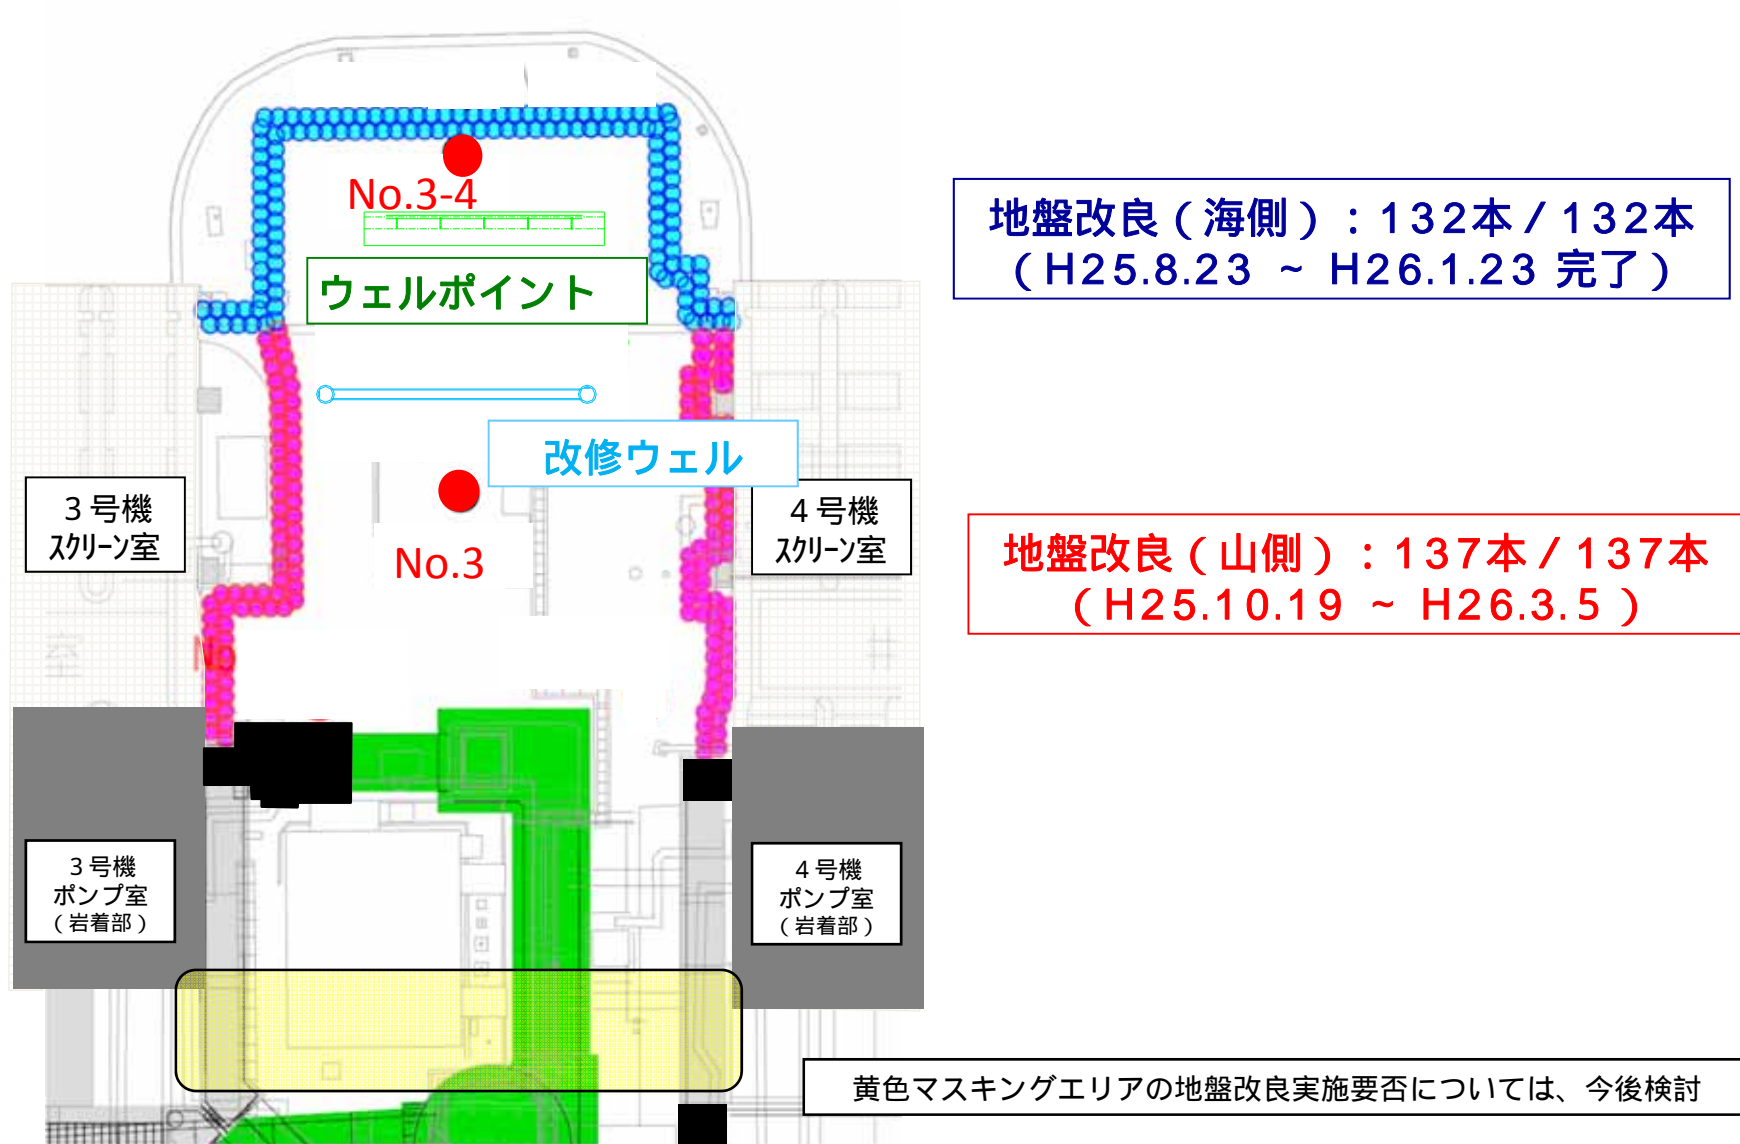 No.3-4
ウェルポイント
地盤改良（海側）：132本／132本
（H25.8.23 ～ H26.1.23 完了）
改修ウェル
No.3
3号機
スクリーン室
4号機
スクリーン室
地盤改良（山側）：137本／137本
（H25.10.19 ～ H26.3.5 ）
3号機
ポンプ室
（岩着部）
4号機
ポンプ室
（岩着部）
黄色マスキングエリアの地盤改良実施要否については、今後検討